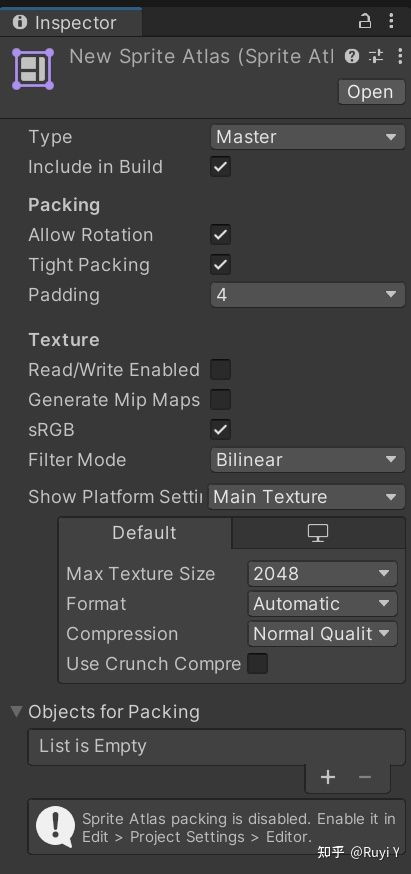 Inspector
New Sprite Atlas (Sprite Atl
Open
Type Master
Include in Build
Packing
Allow Rotation
Tight Packing
Padding 4
Texture
Read/Write Enabled
Generate Mip Maps
sRGB
Filter Mode Bilinear
Show Platform Setti Main Texture
Default
Max Texture Size 2048
Format Automatic
Compression Normal Qualit
Use Crunch Compre
Objects for Packing
List is Empty
Sprite Atlas packing is disabled. Enable it in
Edit > Project Settings > Editor.
知乎 @Ruyi Y